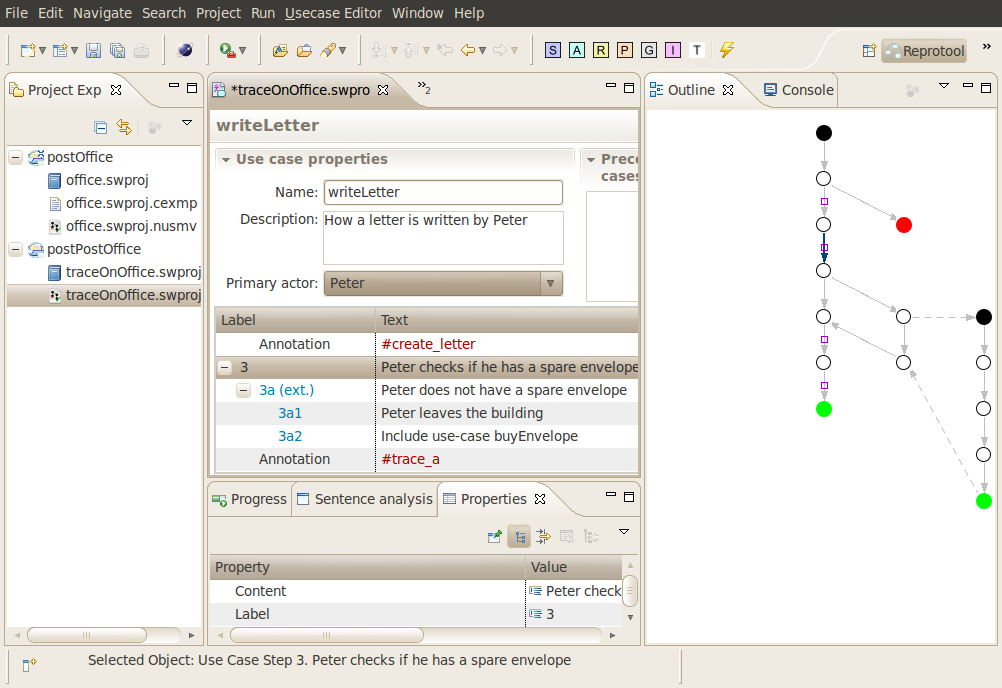 File Edit Navigate Search Project Run Usecase Editor Window Help
S A R P G I T Reprotool »
Project Exp
postOffice
office.swproj
office.swproj.cexmp
office.swproj.nusmv
postPostOffice
traceOnOffice.swproj
traceOnOffice.swproj
*traceOnOffice.swpro »2
writeLetter
Use case properties
Name: writeLetter
Description: How a letter is written by Peter
Primary actor: Peter
Prece
cases
Label Text
Annotation #create_letter
3 Peter checks if he has a spare envelope
3a (ext.) Peter does not have a spare envelope
3a1 Peter leaves the building
3a2 Include use-case buyEnvelope
Annotation #trace_a
Progress Sentence analysis Properties
Property Value
Content Peter check
Label 3
Outline Console
Selected Object: Use Case Step 3. Peter checks if he has a spare envelope